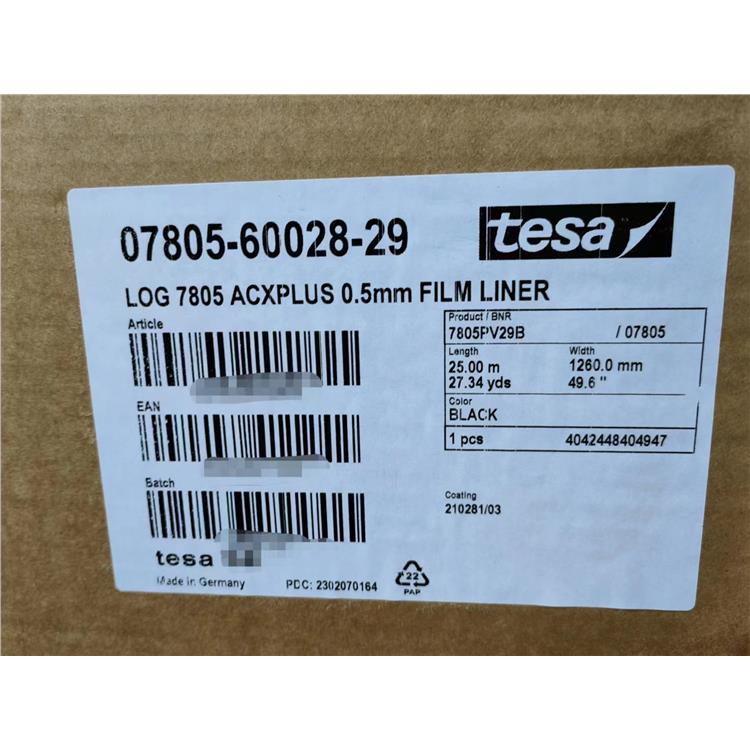 07805-60028-29
tesa
LOG 7805 ACXPLUS 0.5mm FILM LINER
Article
EAN
Batch
tesa
Made in Germany
PDC: 2302070164
22
PAP
Product / BNR
7805PV29B / 07805
Length Width
25.00 m 1260.0 mm
27.34 yds 49.6 "
Color
BLACK
1 pcs 4042448404947
Coating
210281/03